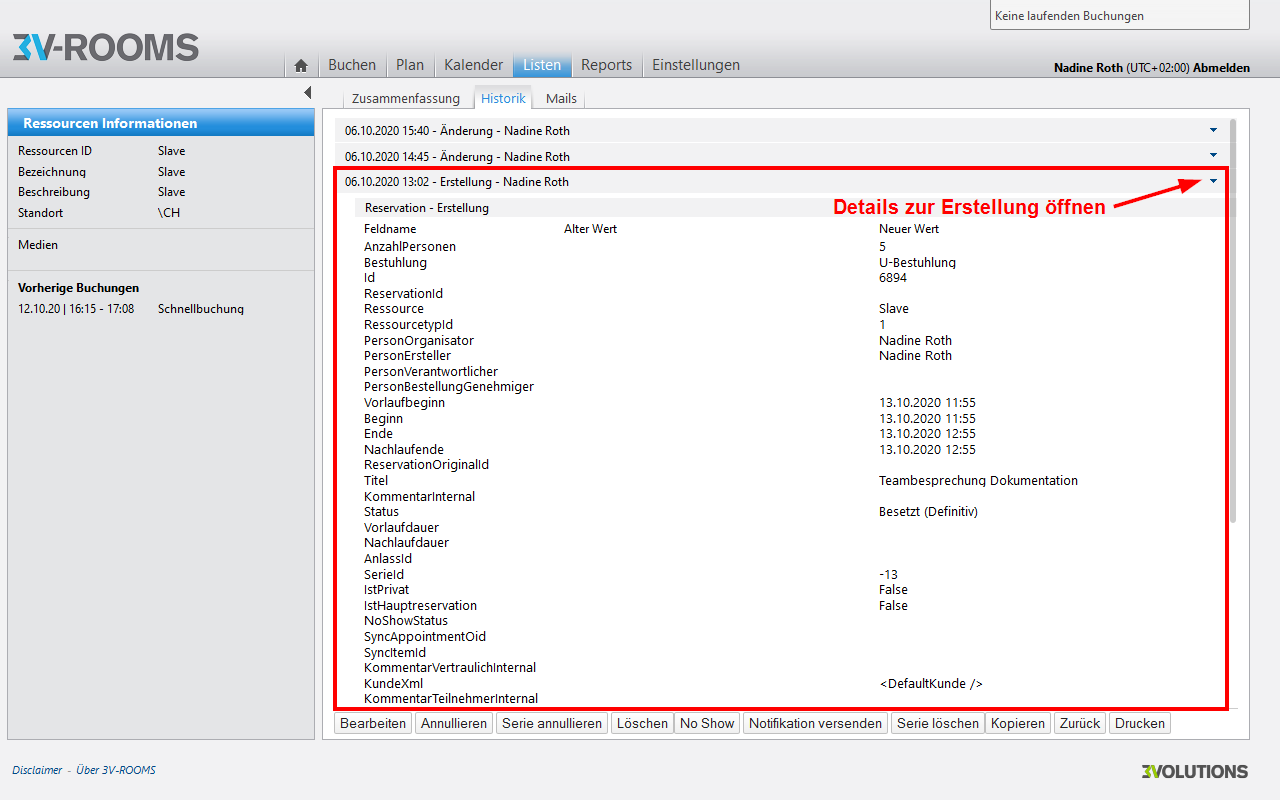 Keine laufenden Buchungen
3V-ROOMS
Buchen Plan Kalender Listen Reports Einstellungen
Nadine Roth (UTC+02:00) Abmelden
Zusammenfassung Historik Mails
Ressourcen Informationen
Ressourcen ID Slave
Bezeichnung Slave
Beschreibung Slave
Standort \CH
Medien
Vorherige Buchungen
12.10.20 | 16:15 - 17:08 Schnellbuchung
06.10.2020 15:40 - Änderung - Nadine Roth
06.10.2020 14:45 - Änderung - Nadine Roth
06.10.2020 13:02 - Erstellung - Nadine Roth
Details zur Erstellung öffnen
Reservation - Erstellung
Feldname Alter Wert Neuer Wert
AnzahlPersonen 5
Bestuhlung U-Bestuhlung
Id 6894
ReservationId
Ressource Slave
RessourcetypId 1
PersonOrganisator Nadine Roth
PersonErsteller Nadine Roth
PersonVerantwortlicher
PersonBestellungGenehmiger
Vorlaufbeginn 13.10.2020 11:55
Beginn 13.10.2020 11:55
Ende 13.10.2020 12:55
Nachlaufende 13.10.2020 12:55
ReservationOriginalId
Titel Teambesprechung Dokumentation
KommentarInternal
Status Besetzt (Definitiv)
Vorlaufdauer
Nachlaufdauer
AnlassId
SerieId -13
IstPrivat False
IstHauptreservation False
NoShowStatus
SyncAppointmentOid
SyncItemId
KommentarVertraulichInternal
KundeXml <DefaultKunde />
KommentarTeilnehmerInternal
Bearbeiten Annullieren Serie annullieren Löschen No Show Notifikation versenden Serie löschen Kopieren Zurück Drucken
Disclaimer - Über 3V-ROOMS
3VOLUTIONS